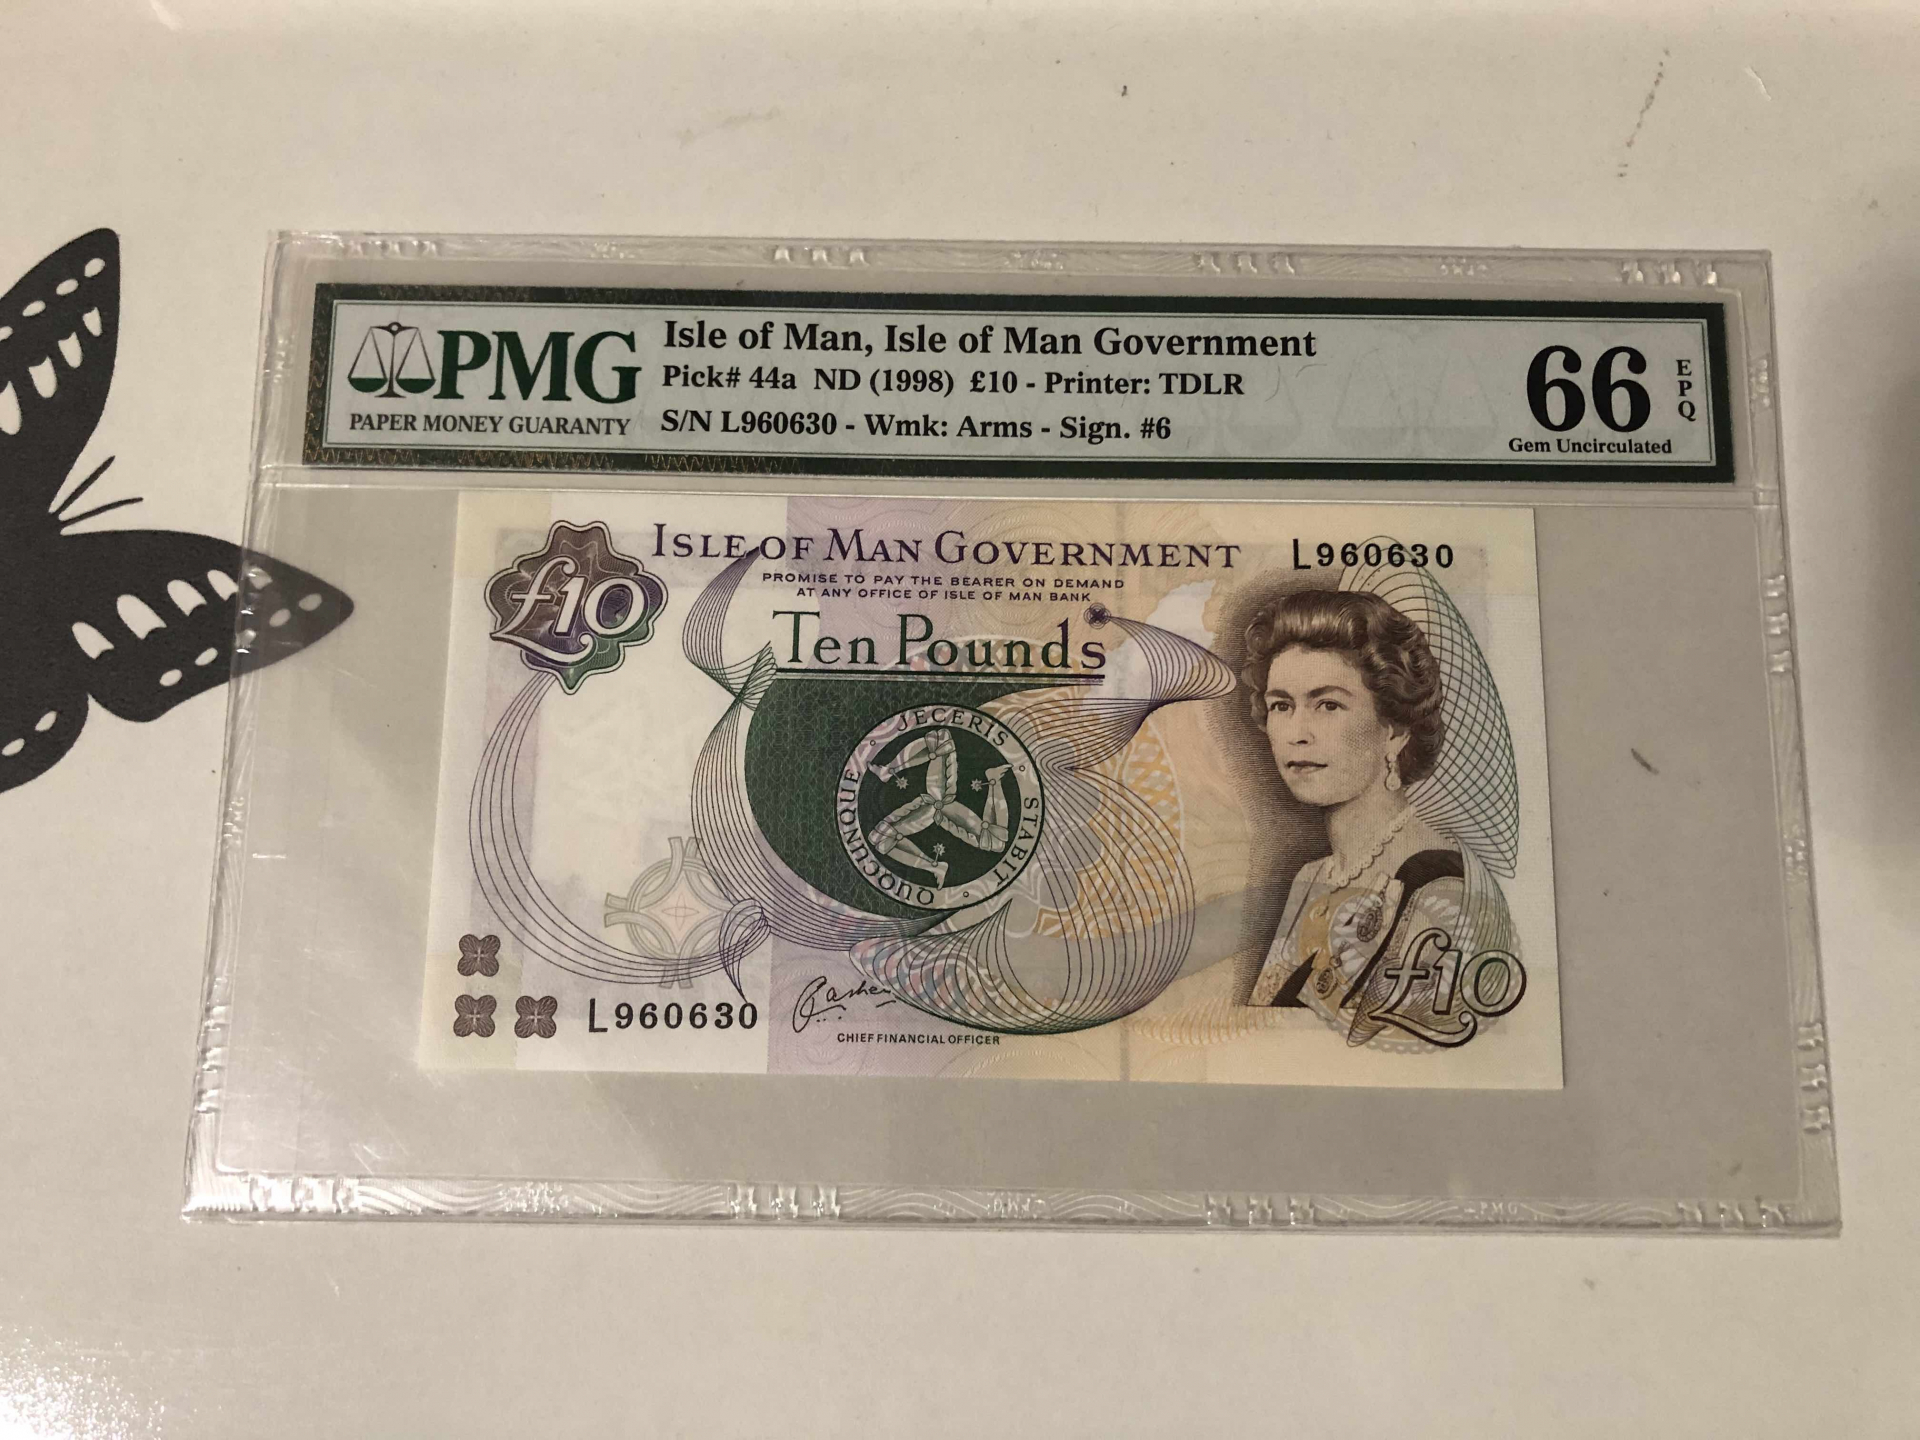 PMG
PAPER MONEY GUARANTY
Isle of Man, Isle of Man Government
Pick# 44a ND (1998) £10 - Printer: TDLR
S/N L960630 - Wmk: Arms - Sign. #6
66
EPQ
Gem Uncirculated
£10
ISLE OF MAN GOVERNMENT
L960630
PROMISE TO PAY THE BEARER ON DEMAND
AT ANY OFFICE OF ISLE OF MAN BANK
TEN POUNDS
QUOCUNQUE · JECERIS · STABIT
L960630
CHIEF FINANCIAL OFFICER
£10